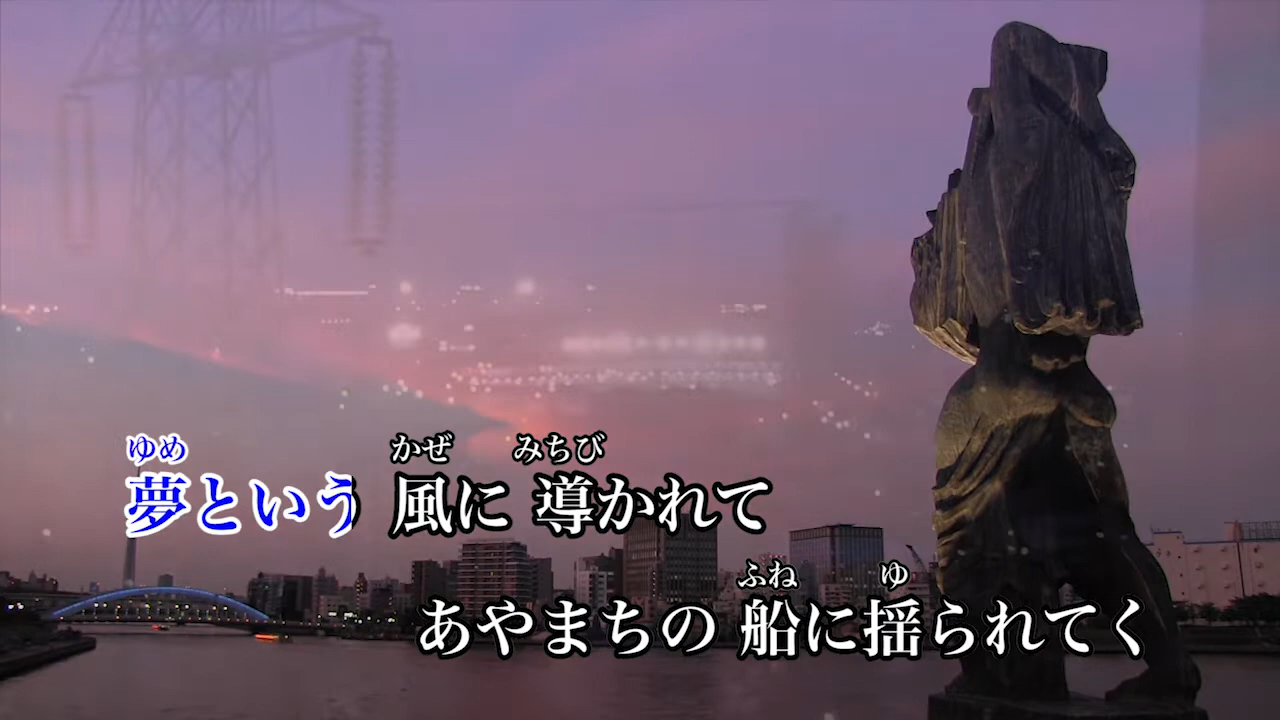 ゆめ かぜ みちび
夢という 風に 導かれて
ふね ゆ
あやまちの 船に揺られてく